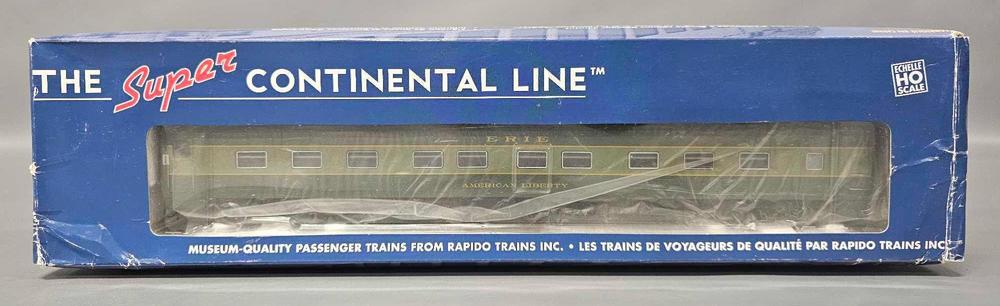 THE Super CONTINENTAL LINE™
ECHELLE
HO
SCALE
ERIE
AMERICAN LIBERTY
MUSEUM-QUALITY PASSENGER TRAINS FROM RAPIDO TRAINS INC. • LES TRAINS DE VOYAGEURS DE QUALITÉ PAR RAPIDO TRAINS INC